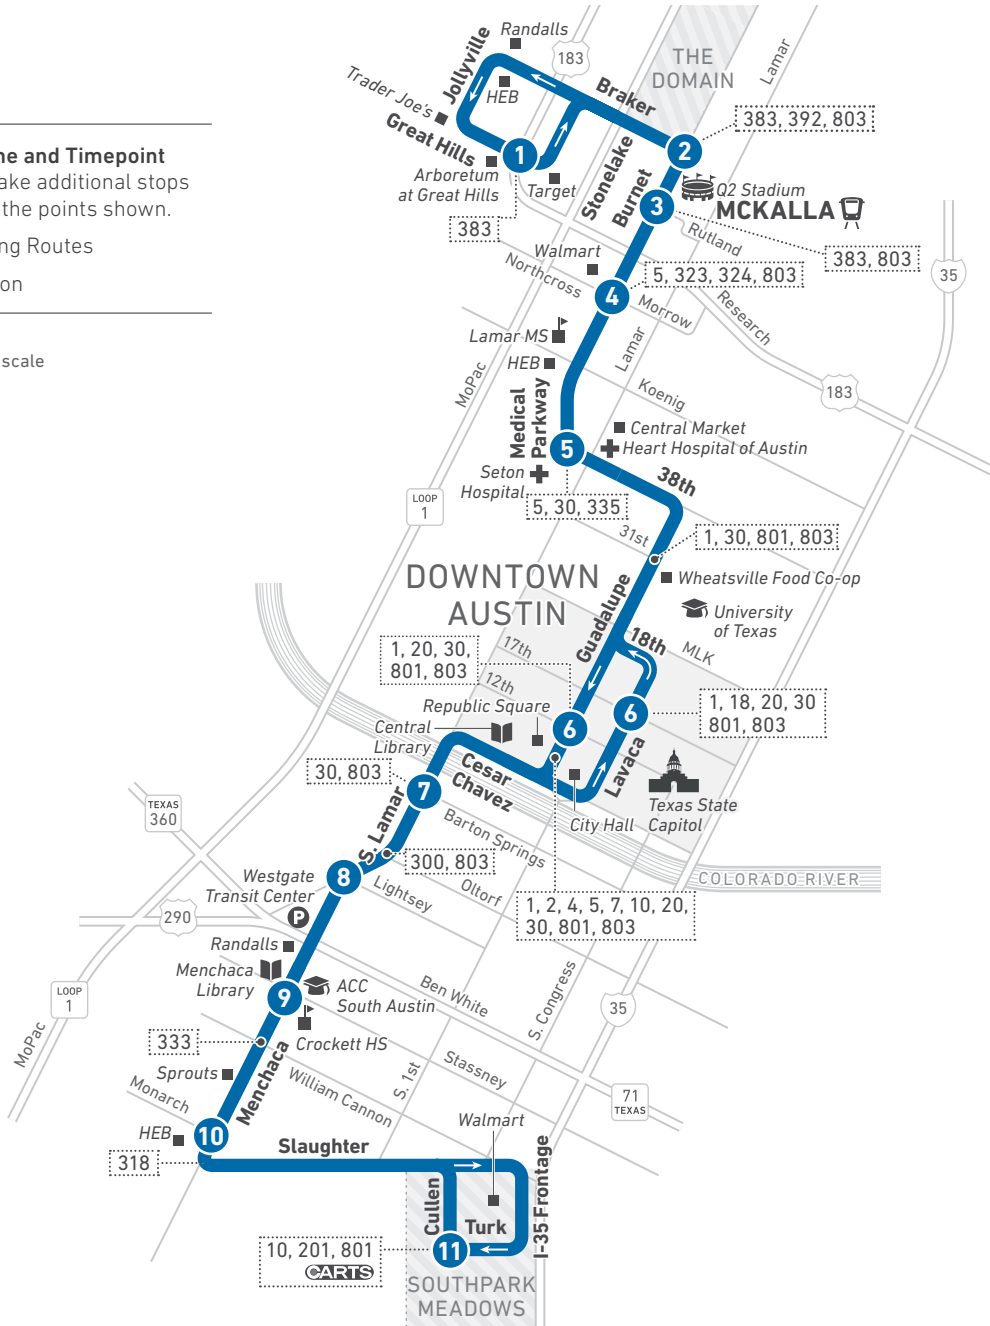 ne and Timepoint
ake additional stops
the points shown.
ng Routes
on
scale
Randalls
183
THE
DOMAIN
Lamar
Jollyville
Trader Joe's
HEB
Braker
Great Hills
383, 392, 803
1
2
Arboretum
at Great Hills
Target
Stonelake
Burnet
Q2 Stadium
MCKALLA
3
383
Rutland
383, 803
Walmart
Northcross
5, 323, 324, 803
35
4
Morrow
Research
Lamar MS
Lamar
HEB
MoPac
Koenig
183
Medical
Parkway
Central Market
Heart Hospital of Austin
5
Seton
Hospital
38th
LOOP
1
5, 30, 335
31st
1, 30, 801, 803
DOWNTOWN
AUSTIN
Wheatsville Food Co-op
Guadalupe
University
of Texas
18th
MLK
1, 20, 30,
801, 803
17th
12th
Republic Square
6
6
1, 18, 20, 30
801, 803
Central
Library
Lavaca
30, 803
Cesar
Chavez
7
Texas State
Capitol
City Hall
TEXAS
360
S. Lamar
Barton Springs
300, 803
8
Westgate
Transit Center
Lightsey
Oltorf
COLORADO RIVER
P
290
1, 2, 4, 5, 7, 10, 20,
30, 801, 803
Randalls
Menchaca
Library
ACC
South Austin
Ben White
S. Congress
LOOP
1
9
35
MoPac
333
Crockett HS
Stassney
Sprouts
Menchaca
William Cannon
S. 1st
71
TEXAS
Monarch
HEB
10
Walmart
318
Slaughter
I-35 Frontage
Cullen
Turk
10, 201, 801
CARTS
11
SOUTHPARK
MEADOWS